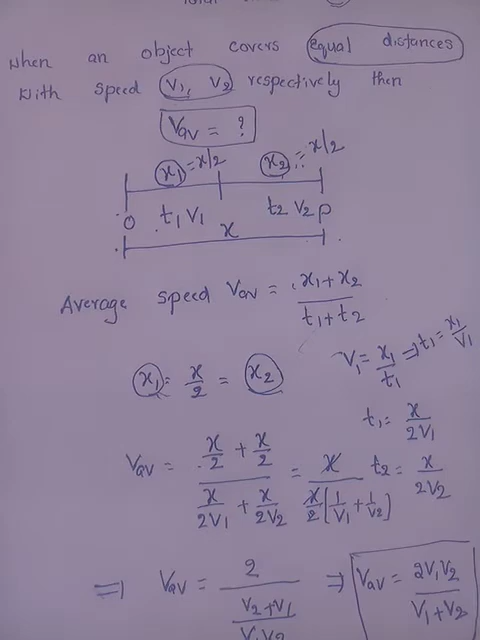 When an object covers equal distances
with speed V1, V2 respectively then
Vav = ?
x1 = x/2 x2 = x/2
O t1 V1 t2 V2 P
x
Average speed Vav = (x1 + x2)/(t1 + t2)
V1 = x1/t1 ⇒ t1 = x1/V1
x1 = x/2 = x2
t1 = x/2V1
Vav = (x/2 + x/2)/(x/2V1 + x/2V2) = x/(x/2[1/V1 + 1/V2])
t2 = x/2V2
⇒ Vav = 2/((V2 + V1)/V1V2) ⇒ Vav = 2V1V2/(V1 + V2)